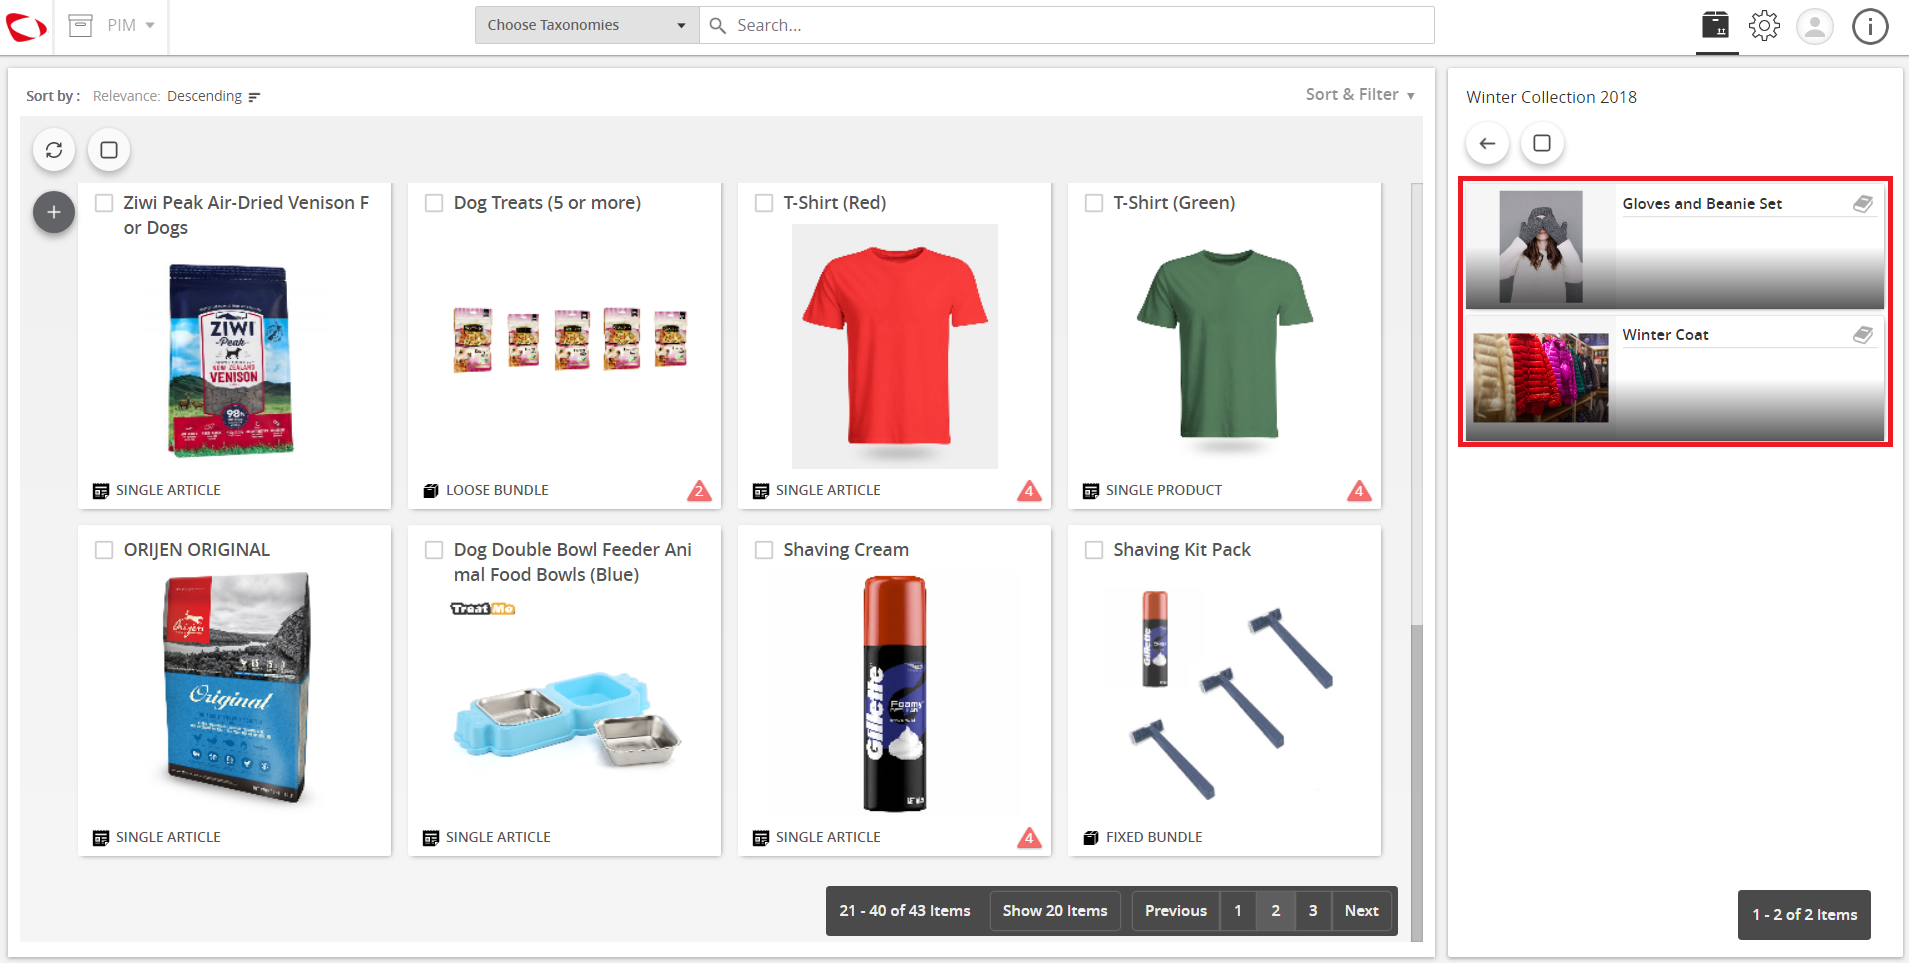 PIM
Choose Taxonomies
Search...
Sort by : Relevance: Descending
Sort & Filter
Ziwi Peak Air-Dried Venison F
or Dogs
ZIWI
Peak
NEW ZEALAND
VENISON
98%
SINGLE ARTICLE
Dog Treats (5 or more)
LOOSE BUNDLE
2
T-Shirt (Red)
SINGLE ARTICLE
4
T-Shirt (Green)
SINGLE PRODUCT
4
ORIJEN ORIGINAL
Orijen
Original
SINGLE ARTICLE
Dog Double Bowl Feeder Ani
mal Food Bowls (Blue)
Treat Me
SINGLE ARTICLE
Shaving Cream
Gillette
Foamy
SINGLE ARTICLE
4
Shaving Kit Pack
Gillette
FIXED BUNDLE
21 - 40 of 43 Items
Show 20 Items
Previous 1 2 3 Next
Winter Collection 2018
Gloves and Beanie Set
Winter Coat
1 - 2 of 2 Items